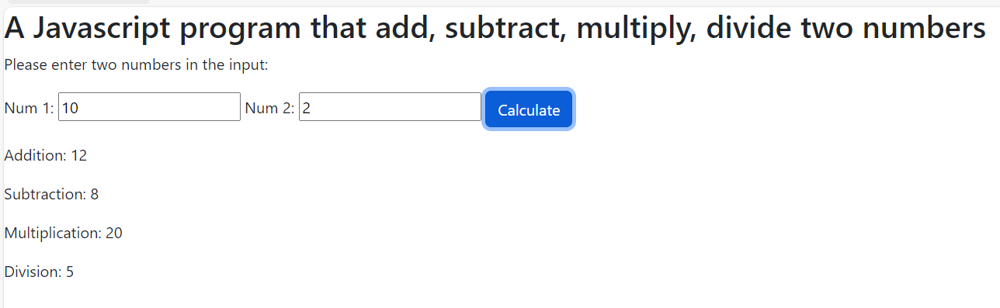 A Javascript program that add, subtract, multiply, divide two numbers
Please enter two numbers in the input:
Num 1: 10 Num 2: 2 Calculate
Addition: 12
Subtraction: 8
Multiplication: 20
Division: 5